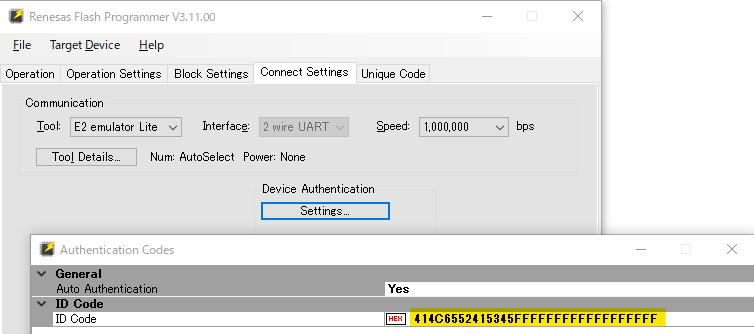 Renesas Flash Programmer V3.11.00
File Target Device Help
Operation Operation Settings Block Settings Connect Settings Unique Code
Communication
Tool: E2 emulator Lite Interface: 2 wire UART Speed: 1,000,000 bps
Tool Details... Num: AutoSelect Power: None
Device Authentication
Settings...
Authentication Codes
General
Auto Authentication Yes
ID Code
ID Code HEX 414C6552415345FFFFFFFFFFFFFFFFFF